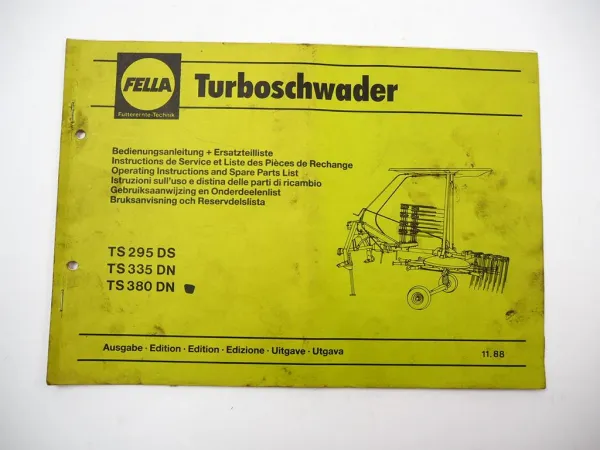 FELLA
Futterernte-Technik
Turboschwader
Bedienungsanleitung + Ersatzteilliste
Instructions de Service et Liste des Pièces de Rechange
Operating Instructions and Spare Parts List
Istruzioni sull'uso e distina delle parti di ricambio
Gebruiksaanwijzing en Onderdeelenlist
Bruksanvisning och Reservdelslista
TS 295 DS
TS 335 DN
TS 380 DN
Ausgabe · Edition · Edition · Edizione · Uitgave · Utgava
11.88